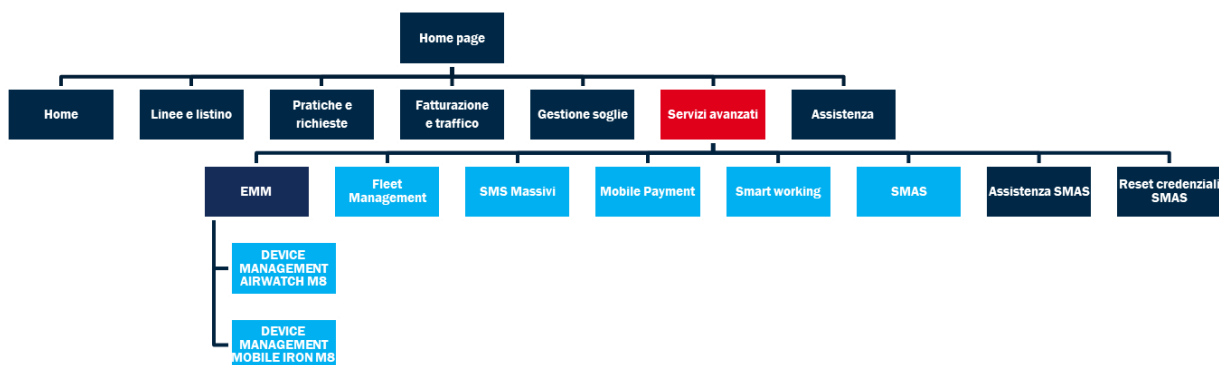 Home page
Home
Linee e listino
Pratiche e
richieste
Fatturazione
e traffico
Gestione soglie
Servizi avanzati
Assistenza
EMM
Fleet
Management
SMS Massivi
Mobile Payment
Smart working
SMAS
Assistenza SMAS
Reset credenziali
SMAS
DEVICE
MANAGEMENT
AIRWATCH M8
DEVICE
MANAGEMENT
MOBILE IRON M8